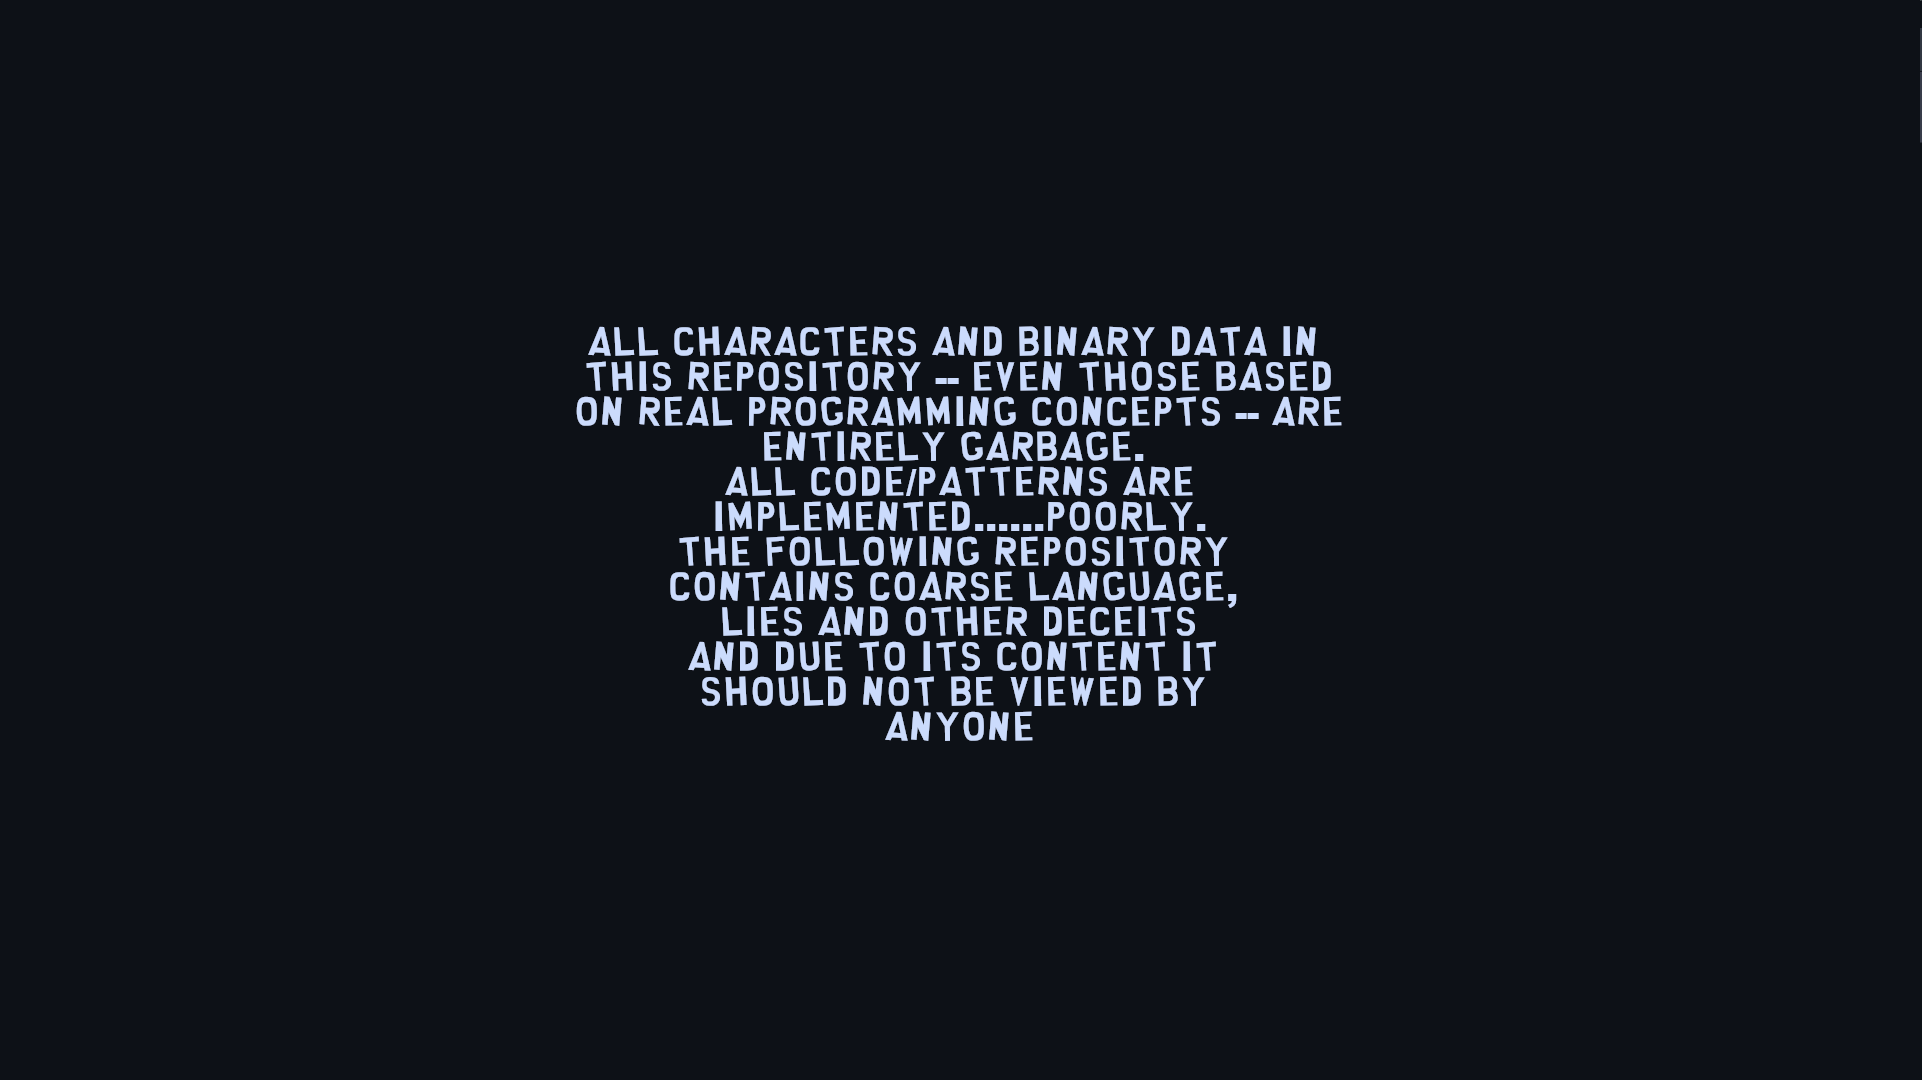 ALL CHARACTERS AND BINARY DATA IN
THIS REPOSITORY -- EVEN THOSE BASED
ON REAL PROGRAMMING CONCEPTS -- ARE
ENTIRELY GARBAGE.
ALL CODE/PATTERNS ARE
IMPLEMENTED......POORLY.
THE FOLLOWING REPOSITORY
CONTAINS COARSE LANGUAGE,
LIES AND OTHER DECEITS
AND DUE TO ITS CONTENT IT
SHOULD NOT BE VIEWED BY
ANYONE